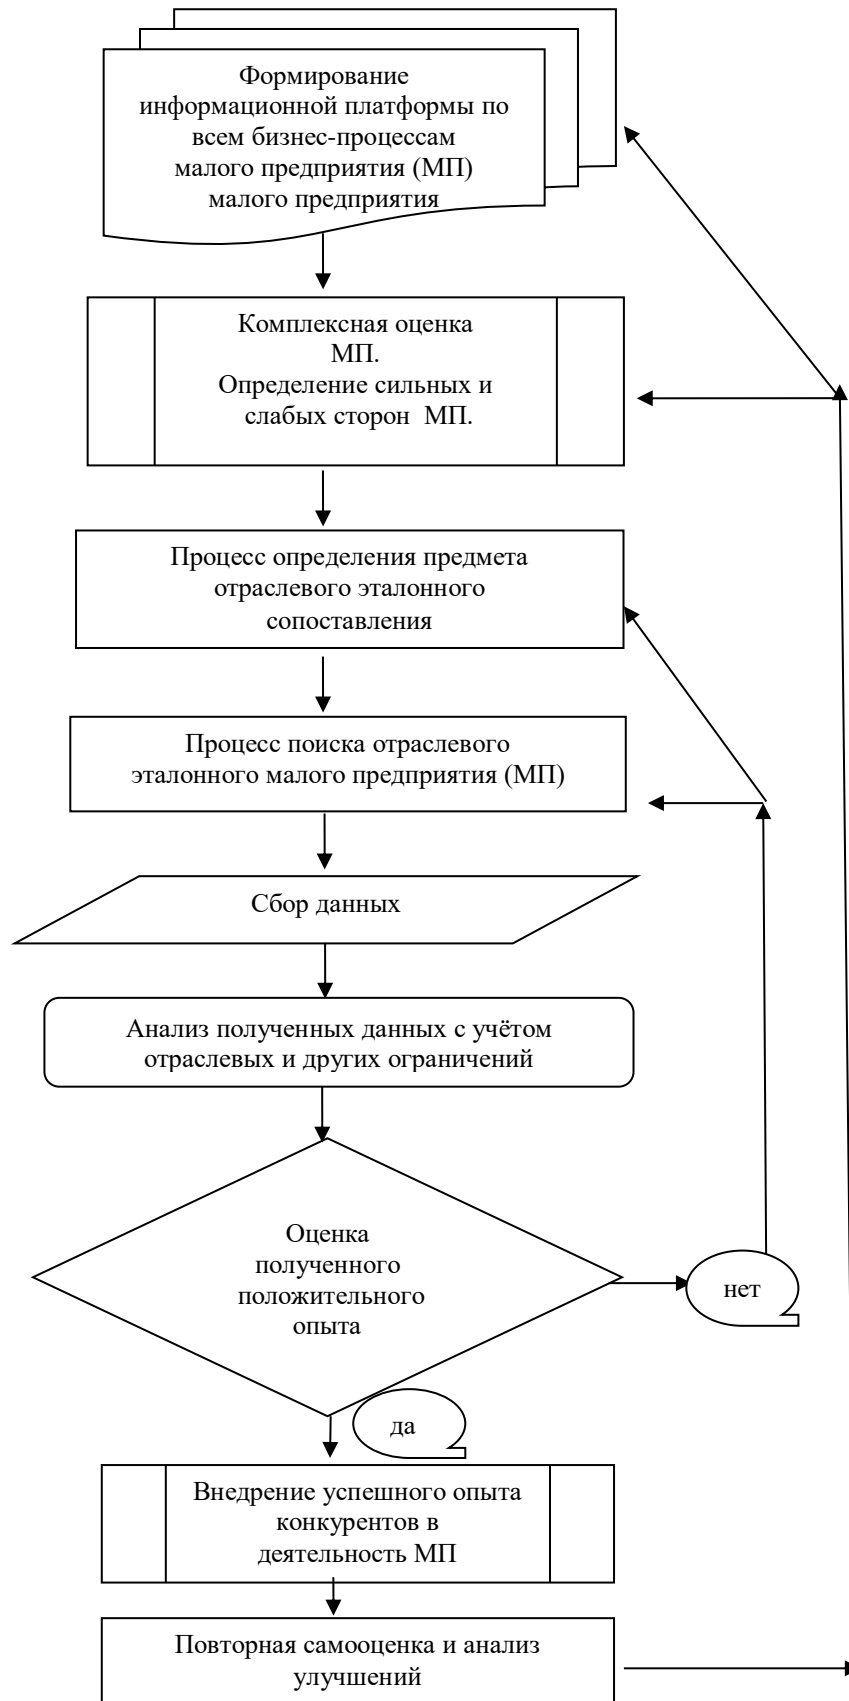 Формирование
информационной платформы по
всем бизнес-процессам
малого предприятия (МП)
малого предприятия
Комплексная оценка
МП.
Определение сильных и
слабых сторон МП.
Процесс определения предмета
отраслевого эталонного
сопоставления
Процесс поиска отраслевого
эталонного малого предприятия (МП)
Сбор данных
Анализ полученных данных с учётом
отраслевых и других ограничений
Оценка
полученного
положительного
опыта
нет
да
Внедрение успешного опыта
конкурентов в
деятельность МП
Повторная самооценка и анализ
улучшений